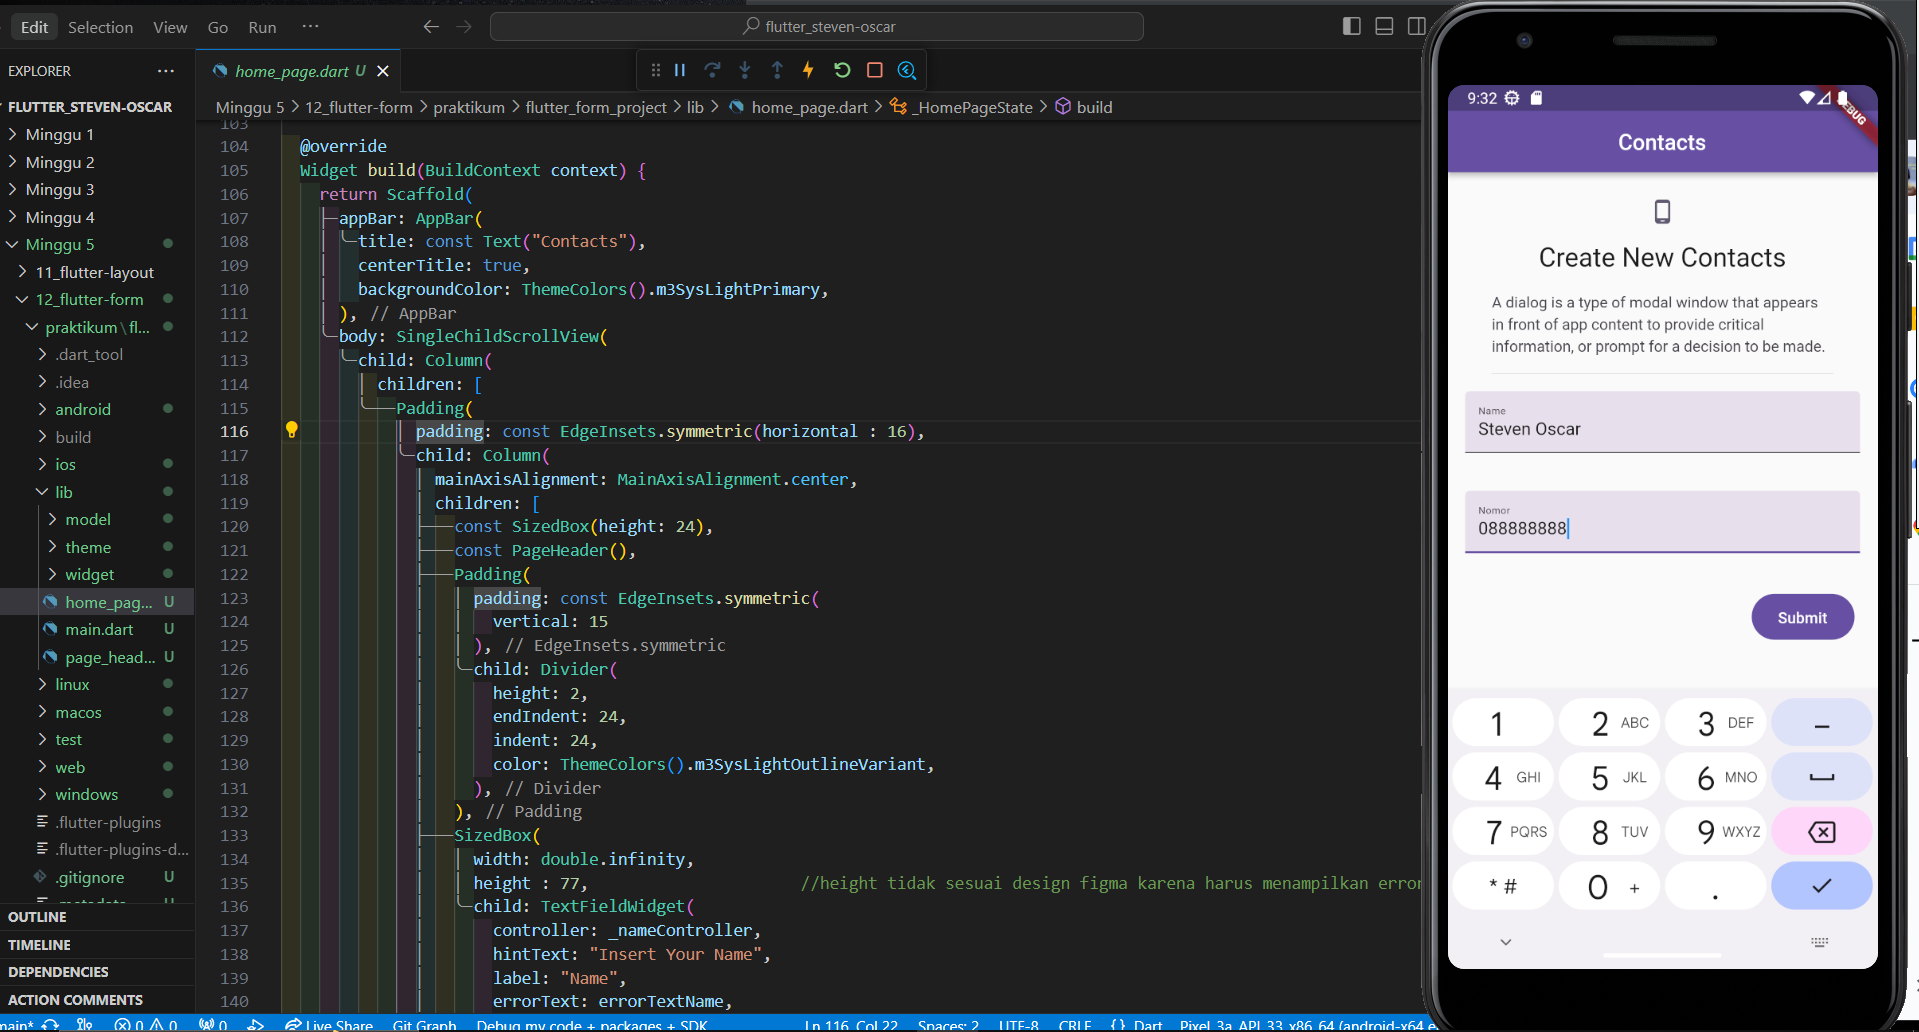 Edit Selection View Go Run ···
flutter_steven-oscar
EXPLORER ···
home_page.dart U
FLUTTER_STEVEN-OSCAR
Minggu 1
Minggu 2
Minggu 3
Minggu 4
Minggu 5
11_flutter-layout
12_flutter-form
praktikum\fl...
.dart_tool
.idea
android
build
ios
lib
model
theme
widget
home_pag... U
main.dart U
page_head... U
linux
macos
test
web
windows
.flutter-plugins
.flutter-plugins-d...
.gitignore U
.metadata U
OUTLINE
TIMELINE
DEPENDENCIES
ACTION COMMENTS
Minggu 5 > 12_flutter-form > praktikum > flutter_form_project > lib > home_page.dart > _HomePageState > build
103
104 @override
105 Widget build(BuildContext context) {
106 return Scaffold(
107 appBar: AppBar(
108 title: const Text("Contacts"),
109 centerTitle: true,
110 backgroundColor: ThemeColors().m3SysLightPrimary,
111 ), // AppBar
112 body: SingleChildScrollView(
113 child: Column(
114 children: [
115 Padding(
116 padding: const EdgeInsets.symmetric(horizontal : 16),
117 child: Column(
118 mainAxisAlignment: MainAxisAlignment.center,
119 children: [
120 const SizedBox(height: 24),
121 const PageHeader(),
122 Padding(
123 padding: const EdgeInsets.symmetric(
124 vertical: 15
125 ), // EdgeInsets.symmetric
126 child: Divider(
127 height: 2,
128 endIndent: 24,
129 indent: 24,
130 color: ThemeColors().m3SysLightOutlineVariant,
131 ), // Divider
132 ), // Padding
133 SizedBox(
134 width: double.infinity,
135 height : 77, //height tidak sesuai design figma karena harus menampilkan error
136 child: TextFieldWidget(
137 controller: _nameController,
138 hintText: "Insert Your Name",
139 label: "Name",
140 errorText: errorTextName,
main* 0 0 0 Live Share Git Graph Debug my code + packages + SDK Ln 116, Col 22 Spaces: 2 UTF-8 CRLF {} Dart Pixel 3a API 33 x86 64 (android-x64 e
9:32
DEBUG
Contacts
Create New Contacts
A dialog is a type of modal window that appears
in front of app content to provide critical
information, or prompt for a decision to be made.
Name
Steven Oscar
Nomor
088888888
Submit
1 2 ABC 3 DEF –
4 GHI 5 JKL 6 MNO
7 PQRS 8 TUV 9 WXYZ
* # 0 + .